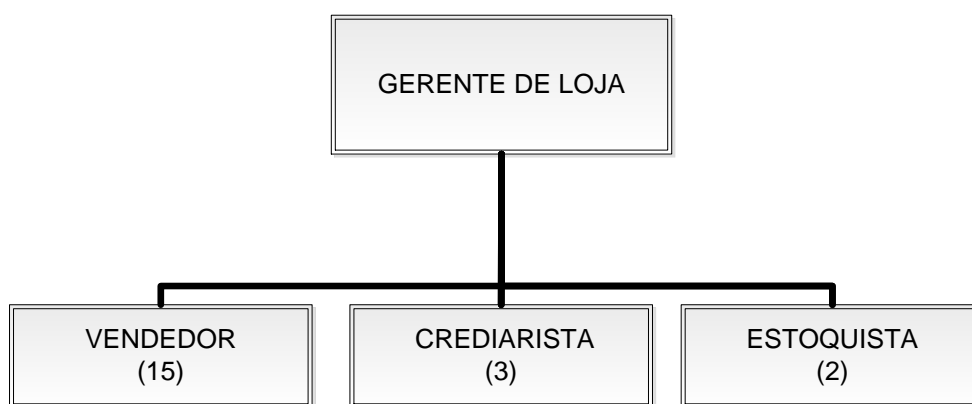 GERENTE DE LOJA
VENDEDOR
(15)
CREDIARISTA
(3)
ESTOQUISTA
(2)